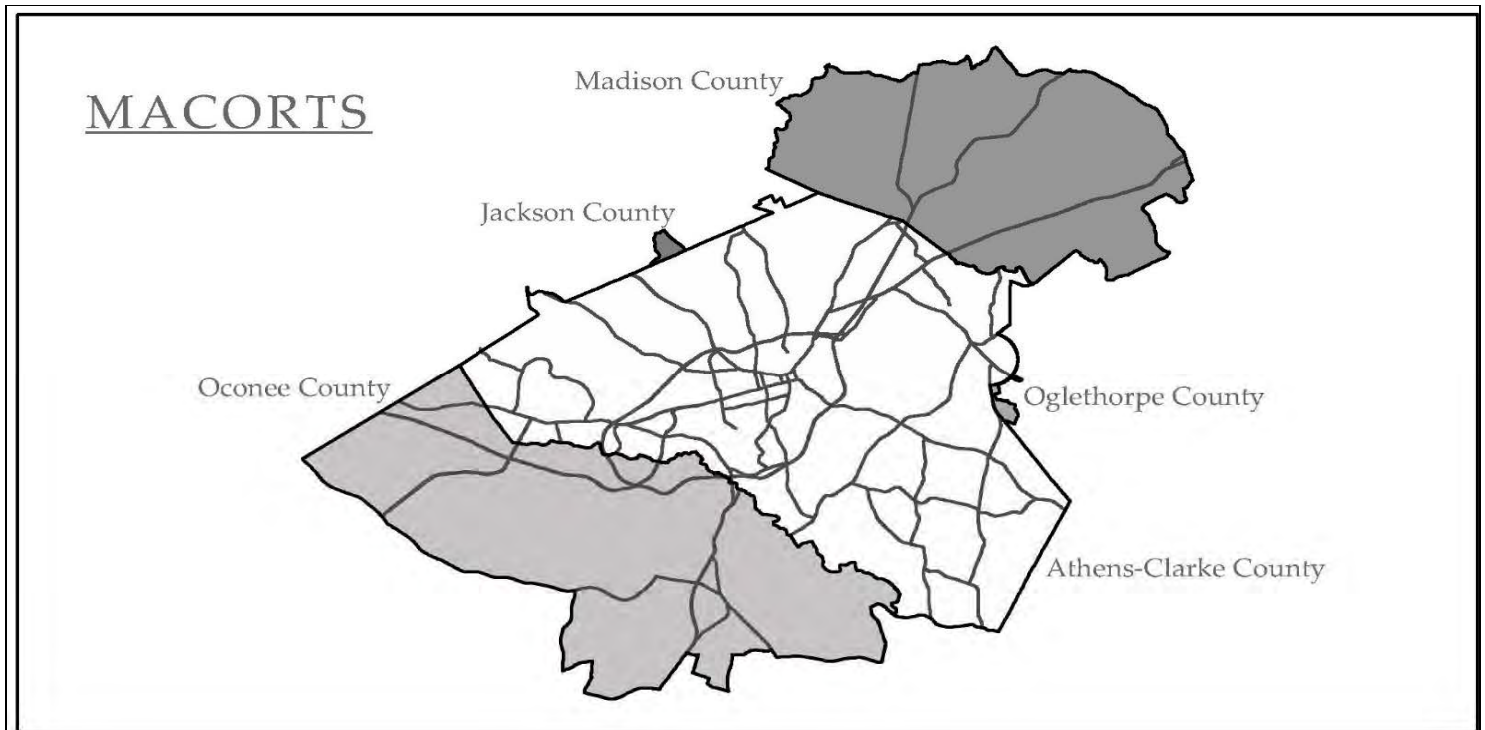 MACORTS
Madison County
Jackson County
Oconee County
Oglethorpe County
Athens-Clarke County